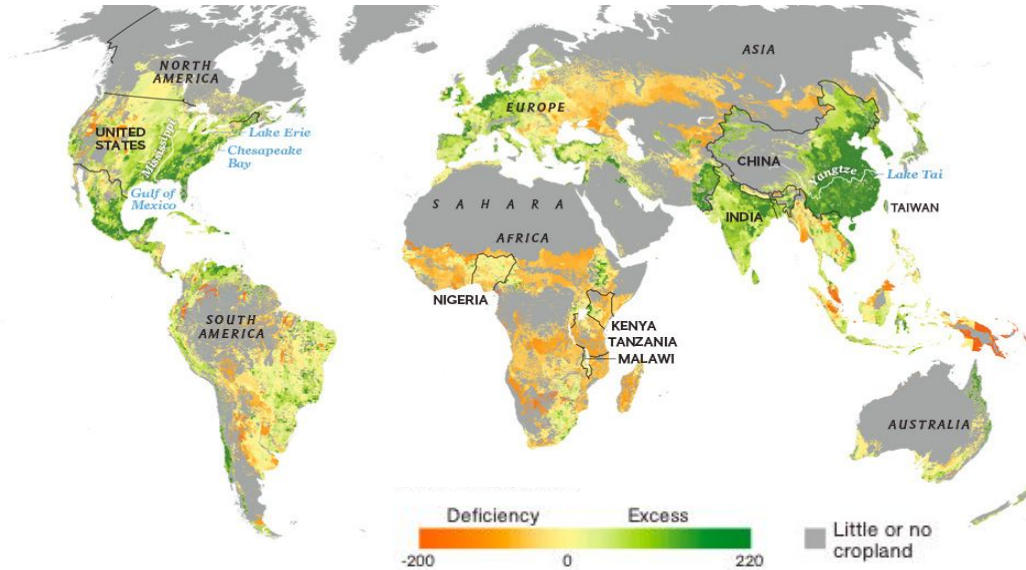 NORTH
AMERICA
UNITED
STATES
Mississippi
Lake Erie
Chesapeake
Bay
Gulf of
Mexico
SOUTH
AMERICA
EUROPE
ASIA
SAHARA
AFRICA
NIGERIA
KENYA
TANZANIA
MALAWI
CHINA
Yangtze
Lake Tai
TAIWAN
INDIA
AUSTRALIA
Deficiency Excess
-200 0 220
Little or no
cropland